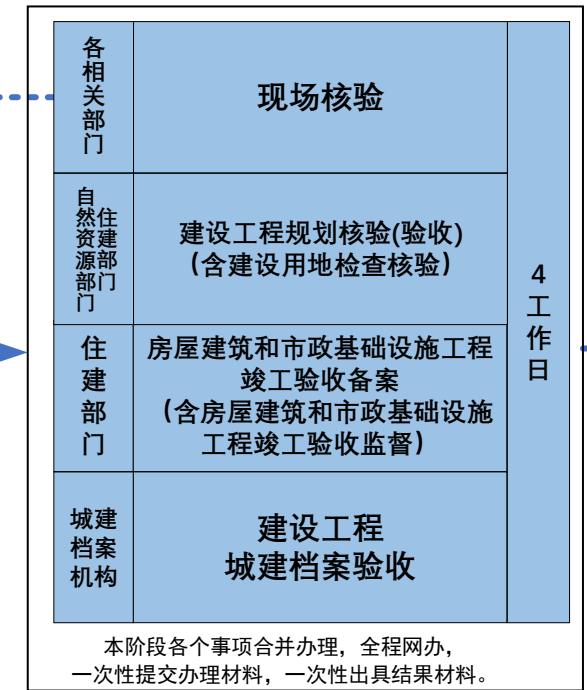 各相关部门
现场核验
自然资源部门
住建部门
建设工程规划核验(验收)
(含建设用地检查核验)
住建部门
房屋建筑和市政基础设施工程
竣工验收备案
(含房屋建筑和市政基础设施
工程竣工验收监督)
城建
档案
机构
建设工程
城建档案验收
4工作日
本阶段各个事项合并办理，全程网办，
一次性提交办理材料，一次性出具结果材料。